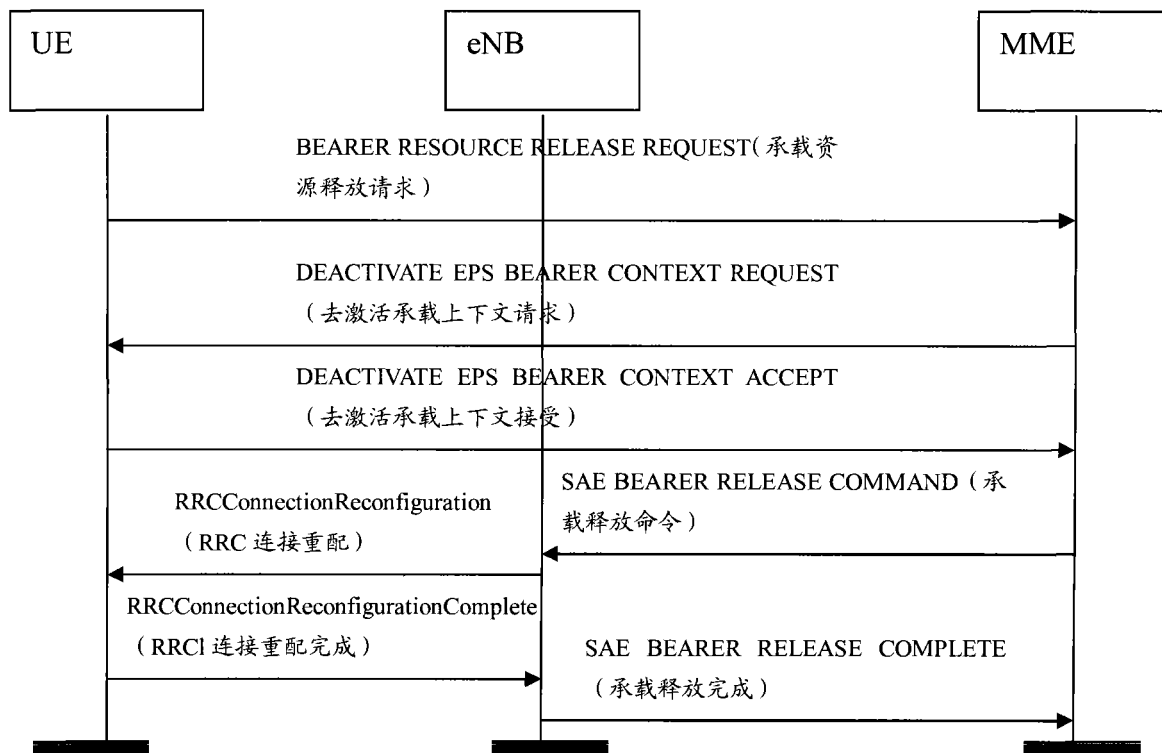 UE
eNB
MME
BEARER RESOURCE RELEASE REQUEST(承载资
源释放请求)
DEACTIVATE EPS BEARER CONTEXT REQUEST
(去激活承载上下文请求)
DEACTIVATE EPS BEARER CONTEXT ACCEPT
(去激活承载上下文接受)
SAE BEARER RELEASE COMMAND(承
载释放命令)
RRCConnectionReconfiguration
(RRC 连接重配)
RRCConnectionReconfigurationComplete
(RRCl 连接重配完成)
SAE BEARER RELEASE COMPLETE
(承载释放完成)